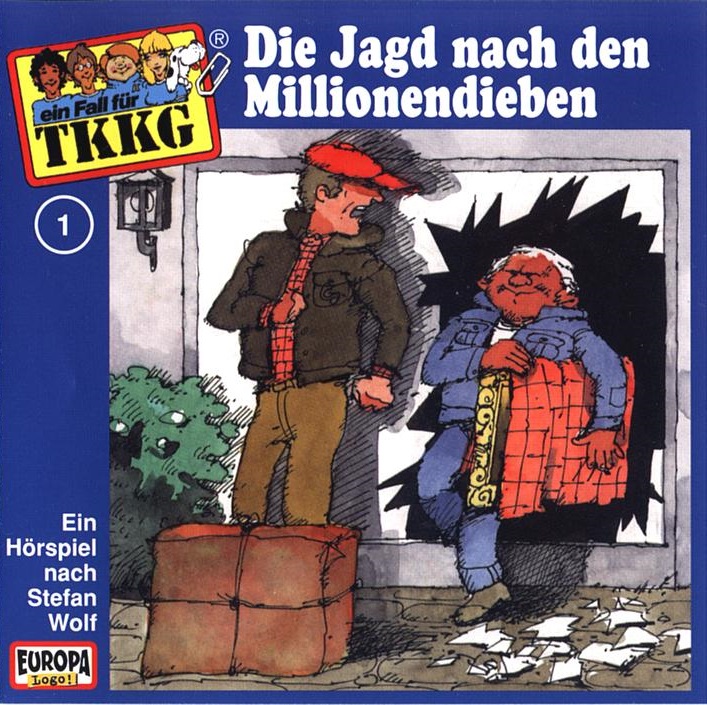 Die Jagd nach den
Millionendieben
®
ein Fall für
TKKG
1
Ein
Hörspiel
nach
Stefan
Wolf
EUROPA
Logo!